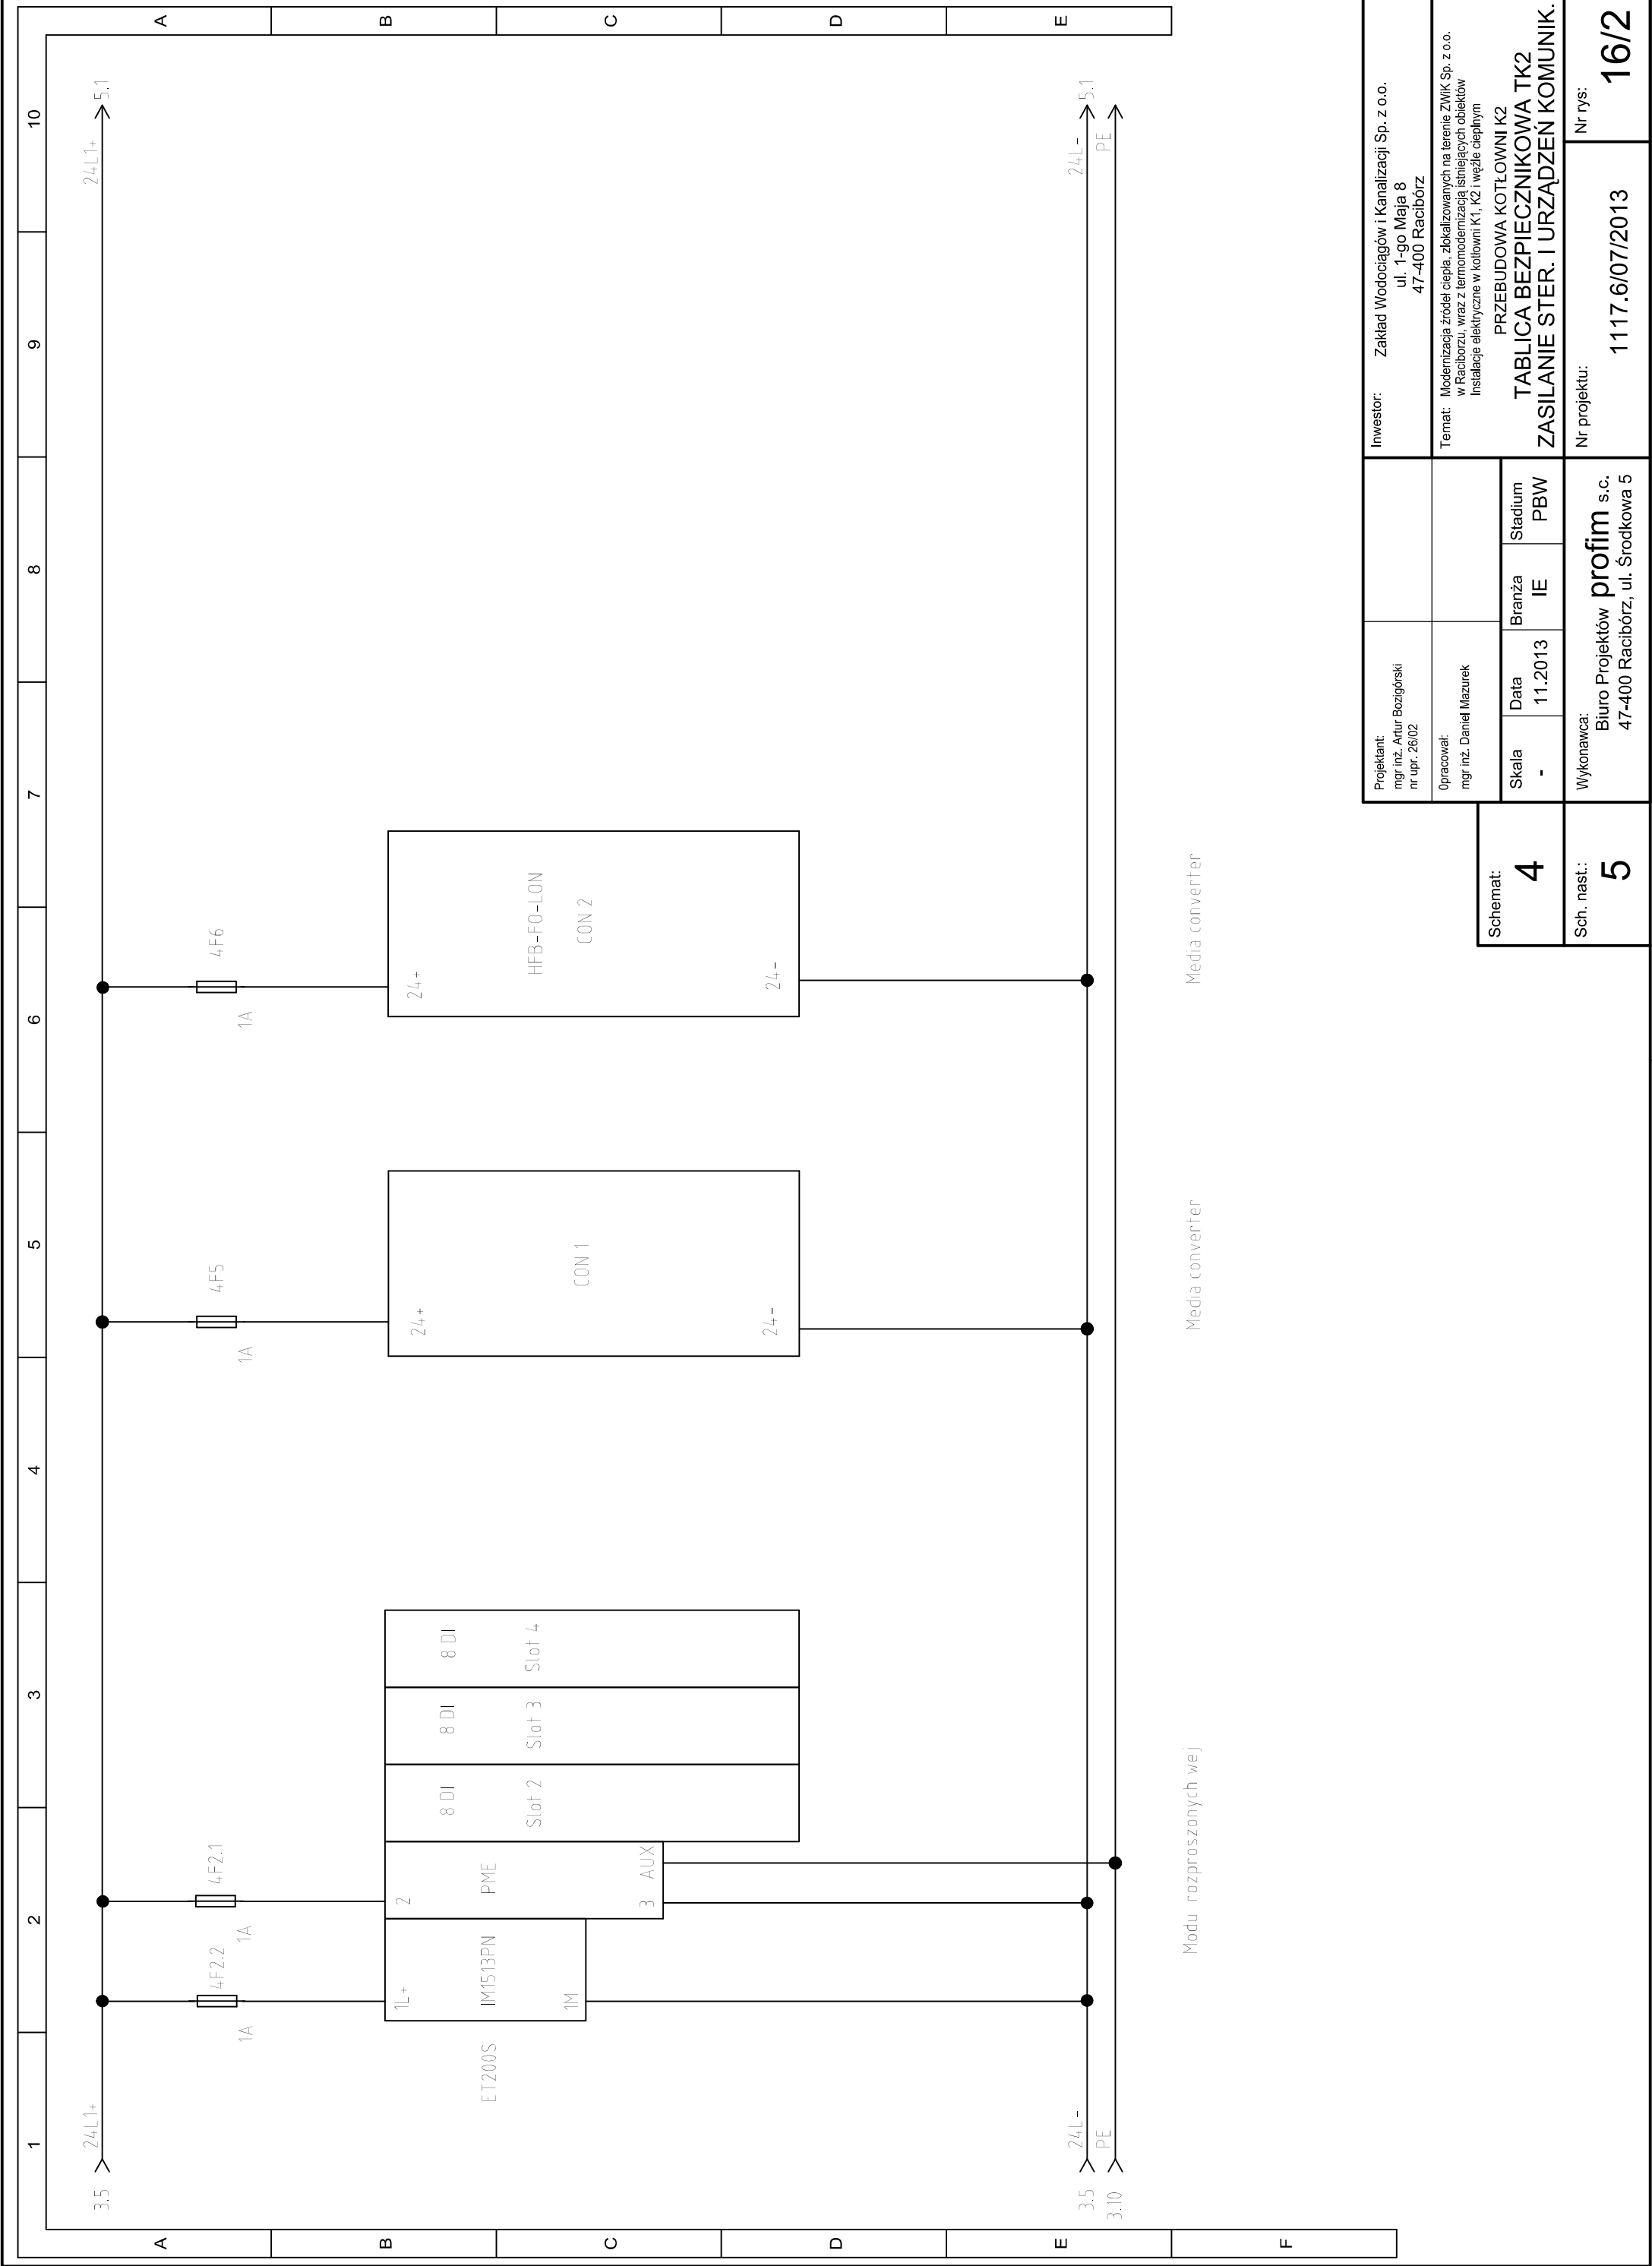 1 2 3 4 5 6 7 8 9 10
A
B
C
D
E
F
A
B
C
D
E
3.5
24L1+
24L1+
5.1
4F2.2
1A
4F2.1
1A
4F5
1A
4F6
1A
ET200S
1L+
IM1513PN
1M
2
PME
3 AUX
8 DI
Slot 2
8 DI
Slot 3
8 DI
Slot 4
24+
CON 1
24-
24+
HFB-FO-LON
CON 2
24-
3.5
24L-
24L-
5.1
3.10
PE
PE
Modu rozproszonych wej
Media converter
Media converter
Schemat:
4
Sch. nast.:
5
Projektant:
mgr inż. Artur Bozigórski
nr upr. 26/02
Opracował:
mgr inż. Daniel Mazurek
Skala
-
Data
11.2013
Branża
IE
Stadium
PBW
Wykonawca:
Biuro Projektów profim s.c.
47-400 Racibórz, ul. Środkowa 5
Inwestor:
Zakład Wodociągów i Kanalizacji Sp. z o.o.
ul. 1-go Maja 8
47-400 Racibórz
Temat: Modernizacja źródeł ciepła, zlokalizowanych na terenie ZWiK Sp. z o.o.
w Raciborzu, wraz z termomodernizacją istniejących obiektów
Instalacje elektryczne w kotłowni K1, K2 i węźle cieplnym
PRZEBUDOWA KOTŁOWNI K2
TABLICA BEZPIECZNIKOWA TK2
ZASILANIE STER. I URZĄDZEŃ KOMUNIK.
Nr projektu:
1117.6/07/2013
Nr rys:
16/2